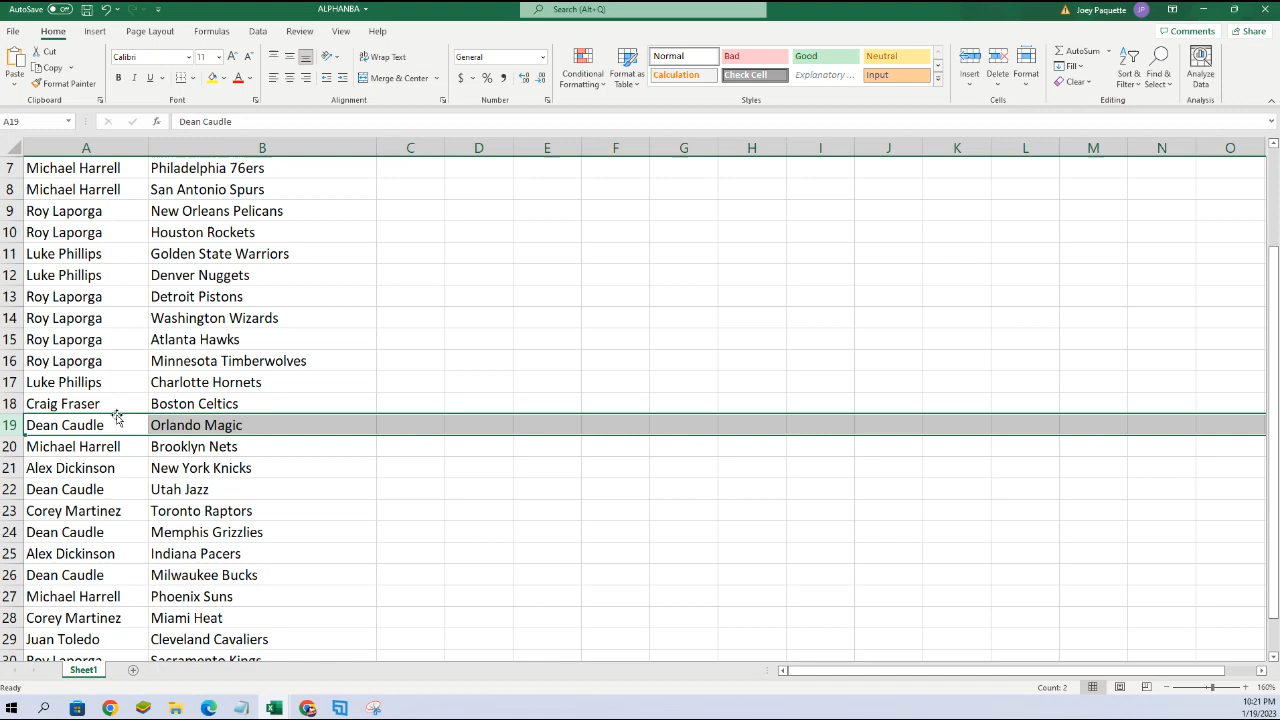 AutoSave Off ALPHANBA Search (Alt+Q) Joey Paquette JP
File Home Insert Page Layout Formulas Data Review View Help Comments Share
Paste Cut Copy Format Painter Clipboard
Calibri 11 A A B I U A Font
Wrap Text Merge & Center Alignment
General $ % Number
Conditional Formatting Format as Table
Normal Bad Good Neutral
Calculation Check Cell Explanatory ... Input
Styles
Insert Delete Format Cells
AutoSum Fill Clear Sort & Filter Find & Select Editing
Analyze Data Analysis
A19 fx Dean Caudle
A B C D E F G H I J K L M N O
7 Michael Harrell Philadelphia 76ers
8 Michael Harrell San Antonio Spurs
9 Roy Laporga New Orleans Pelicans
10 Roy Laporga Houston Rockets
11 Luke Phillips Golden State Warriors
12 Luke Phillips Denver Nuggets
13 Roy Laporga Detroit Pistons
14 Roy Laporga Washington Wizards
15 Roy Laporga Atlanta Hawks
16 Roy Laporga Minnesota Timberwolves
17 Luke Phillips Charlotte Hornets
18 Craig Fraser Boston Celtics
19 Dean Caudle Orlando Magic
20 Michael Harrell Brooklyn Nets
21 Alex Dickinson New York Knicks
22 Dean Caudle Utah Jazz
23 Corey Martinez Toronto Raptors
24 Dean Caudle Memphis Grizzlies
25 Alex Dickinson Indiana Pacers
26 Dean Caudle Milwaukee Bucks
27 Michael Harrell Phoenix Suns
28 Corey Martinez Miami Heat
29 Juan Toledo Cleveland Cavaliers
30 Roy Laporga Sacramento Kings
Sheet1
Ready Count: 2 160%
10:21 PM
1/19/2023